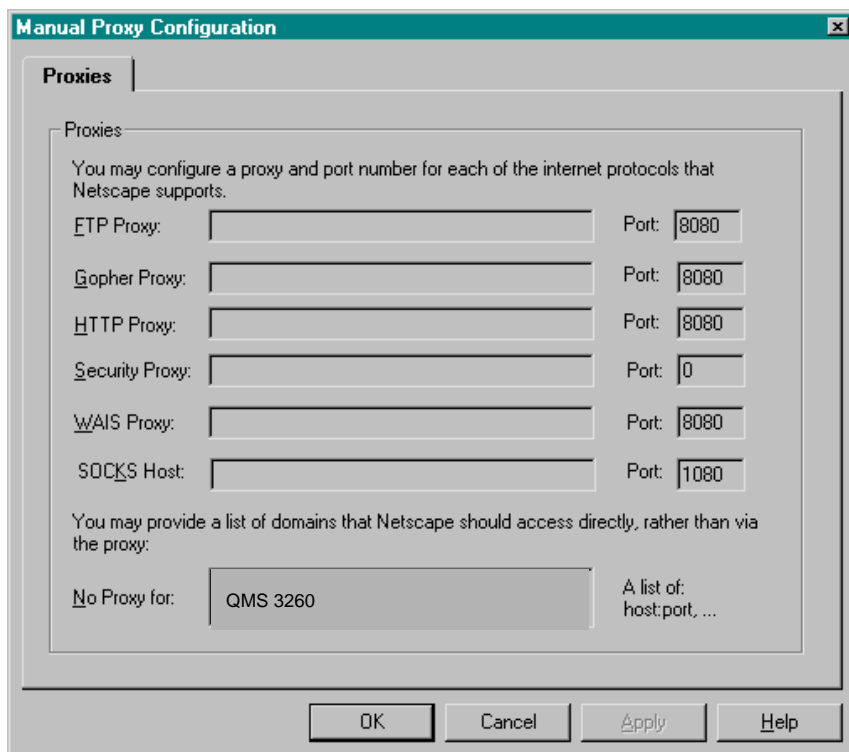 Manual Proxy Configuration
Proxies
Proxies
You may configure a proxy and port number for each of the internet protocols that
Netscape supports.
FTP Proxy: Port: 8080
Gopher Proxy: Port: 8080
HTTP Proxy: Port: 8080
Security Proxy: Port: 0
WAIS Proxy: Port: 8080
SOCKS Host: Port: 1080
You may provide a list of domains that Netscape should access directly, rather than via
the proxy:
No Proxy for: QMS 3260 A list of:
host:port, ...
OK Cancel Apply Help